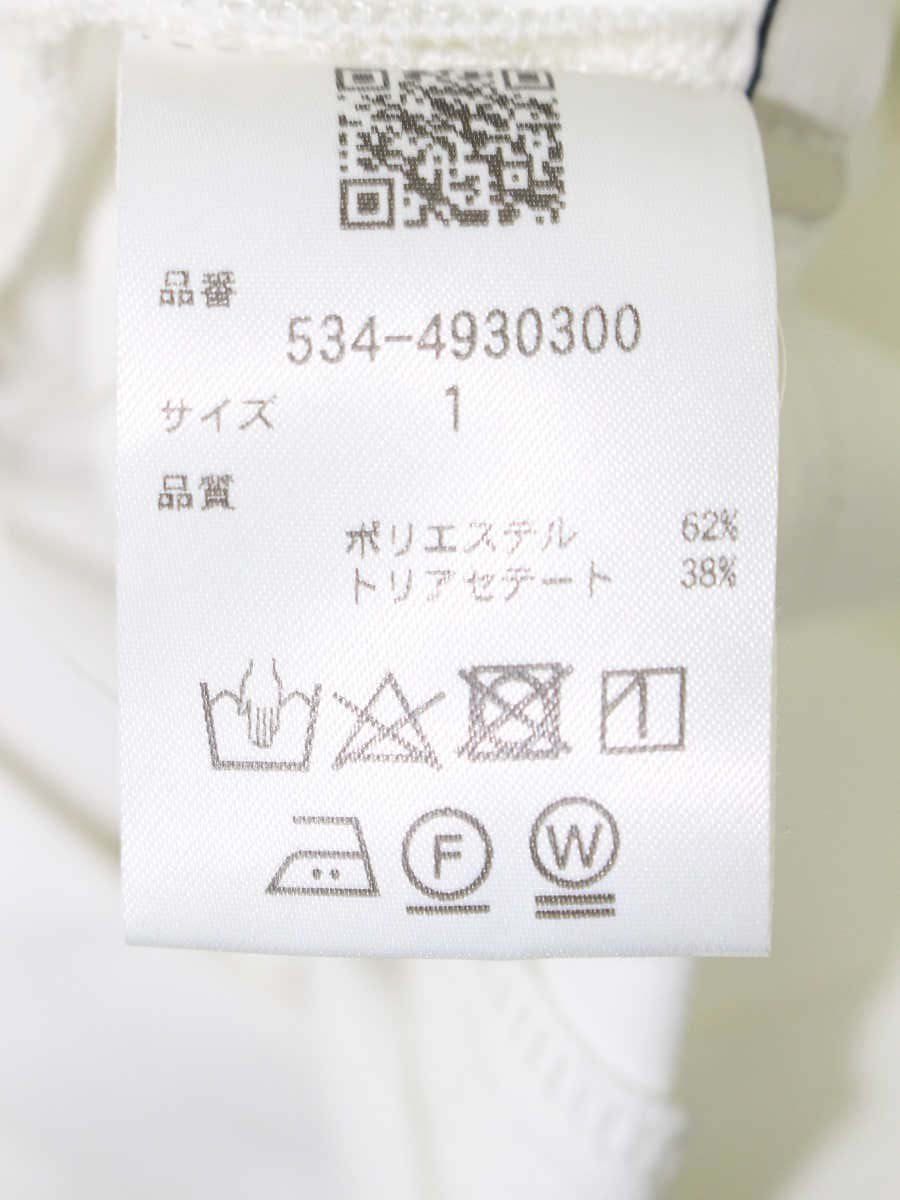 品番
534-4930300
サイズ 1
品質
ポリエステル 62%
トリアセテート 38%
F W